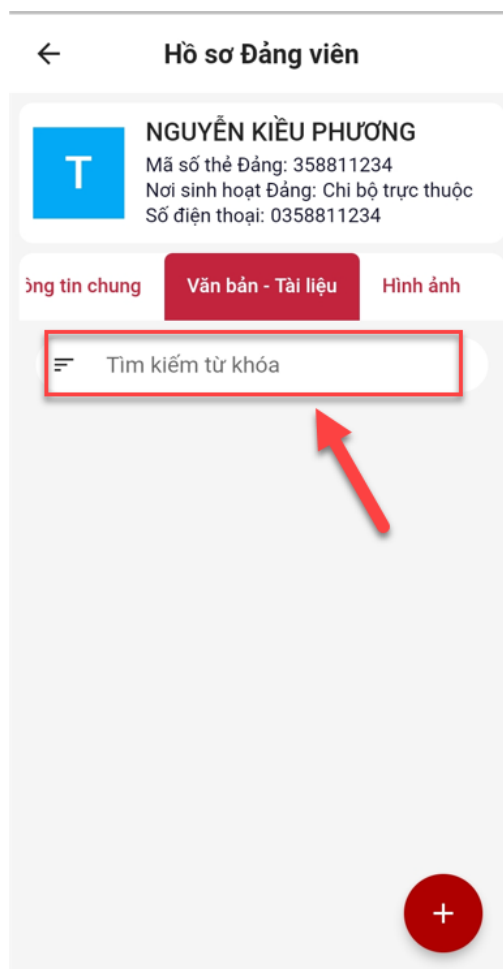 Hồ sơ Đảng viên
T
NGUYỄN KIỀU PHƯƠNG
Mã số thẻ Đảng: 358811234
Nơi sinh hoạt Đảng: Chi bộ trực thuộc
Số điện thoại: 0358811234
ông tin chung Văn bản - Tài liệu Hình ảnh
Tìm kiếm từ khóa
+